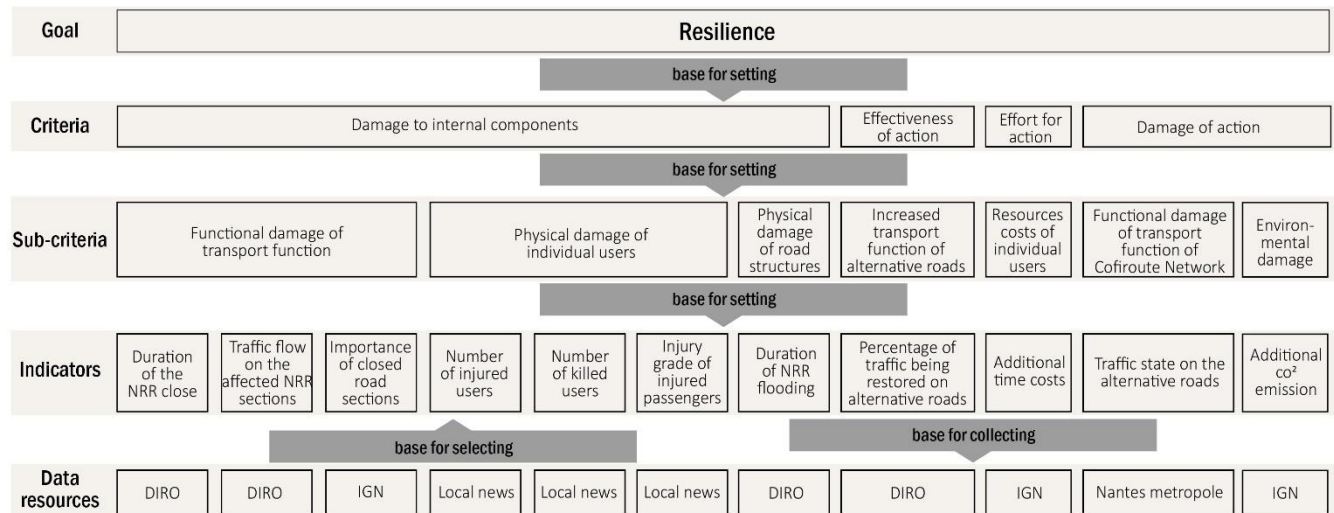 Goal
Resilience
base for setting
Criteria
Damage to internal components
Effectiveness
of action
Effort for
action
Damage of action
base for setting
Sub-criteria
Functional damage of
transport function
Physical damage of
individual users
Physical
damage
of road
structures
Increased
transport
function of
alternative roads
Resources
costs of
individual
users
Functional damage
of transport
function of
Cofiroute Network
Environ-
mental
damage
base for setting
Indicators
Duration
of the
NRR close
Traffic flow
on the
affected NRR
sections
Importance
of closed
road
sections
Number
of injured
users
Number
of killed
users
Injury
grade of
injured
passengers
Duration
of NRR
flooding
Percentage of
traffic being
restored on
alternative roads
Additional
time costs
Traffic state on the
alternative roads
Additional
co²
emission
base for selecting
base for collecting
Data
resources
DIRO
DIRO
IGN
Local news
Local news
Local news
DIRO
DIRO
IGN
Nantes metropole
IGN